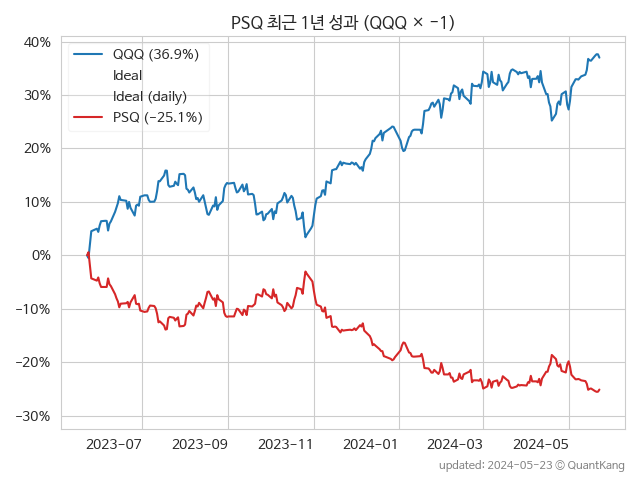 PSQ 최근 1년 성과 (QQQ × −1)
40%
30%
20%
10%
0%
−10%
−20%
−30%
QQQ (36.9%)
Ideal
Ideal (daily)
PSQ (−25.1%)
2023-07
2023-09
2023-11
2024-01
2024-03
2024-05
updated: 2024-05-23 © QuantKang